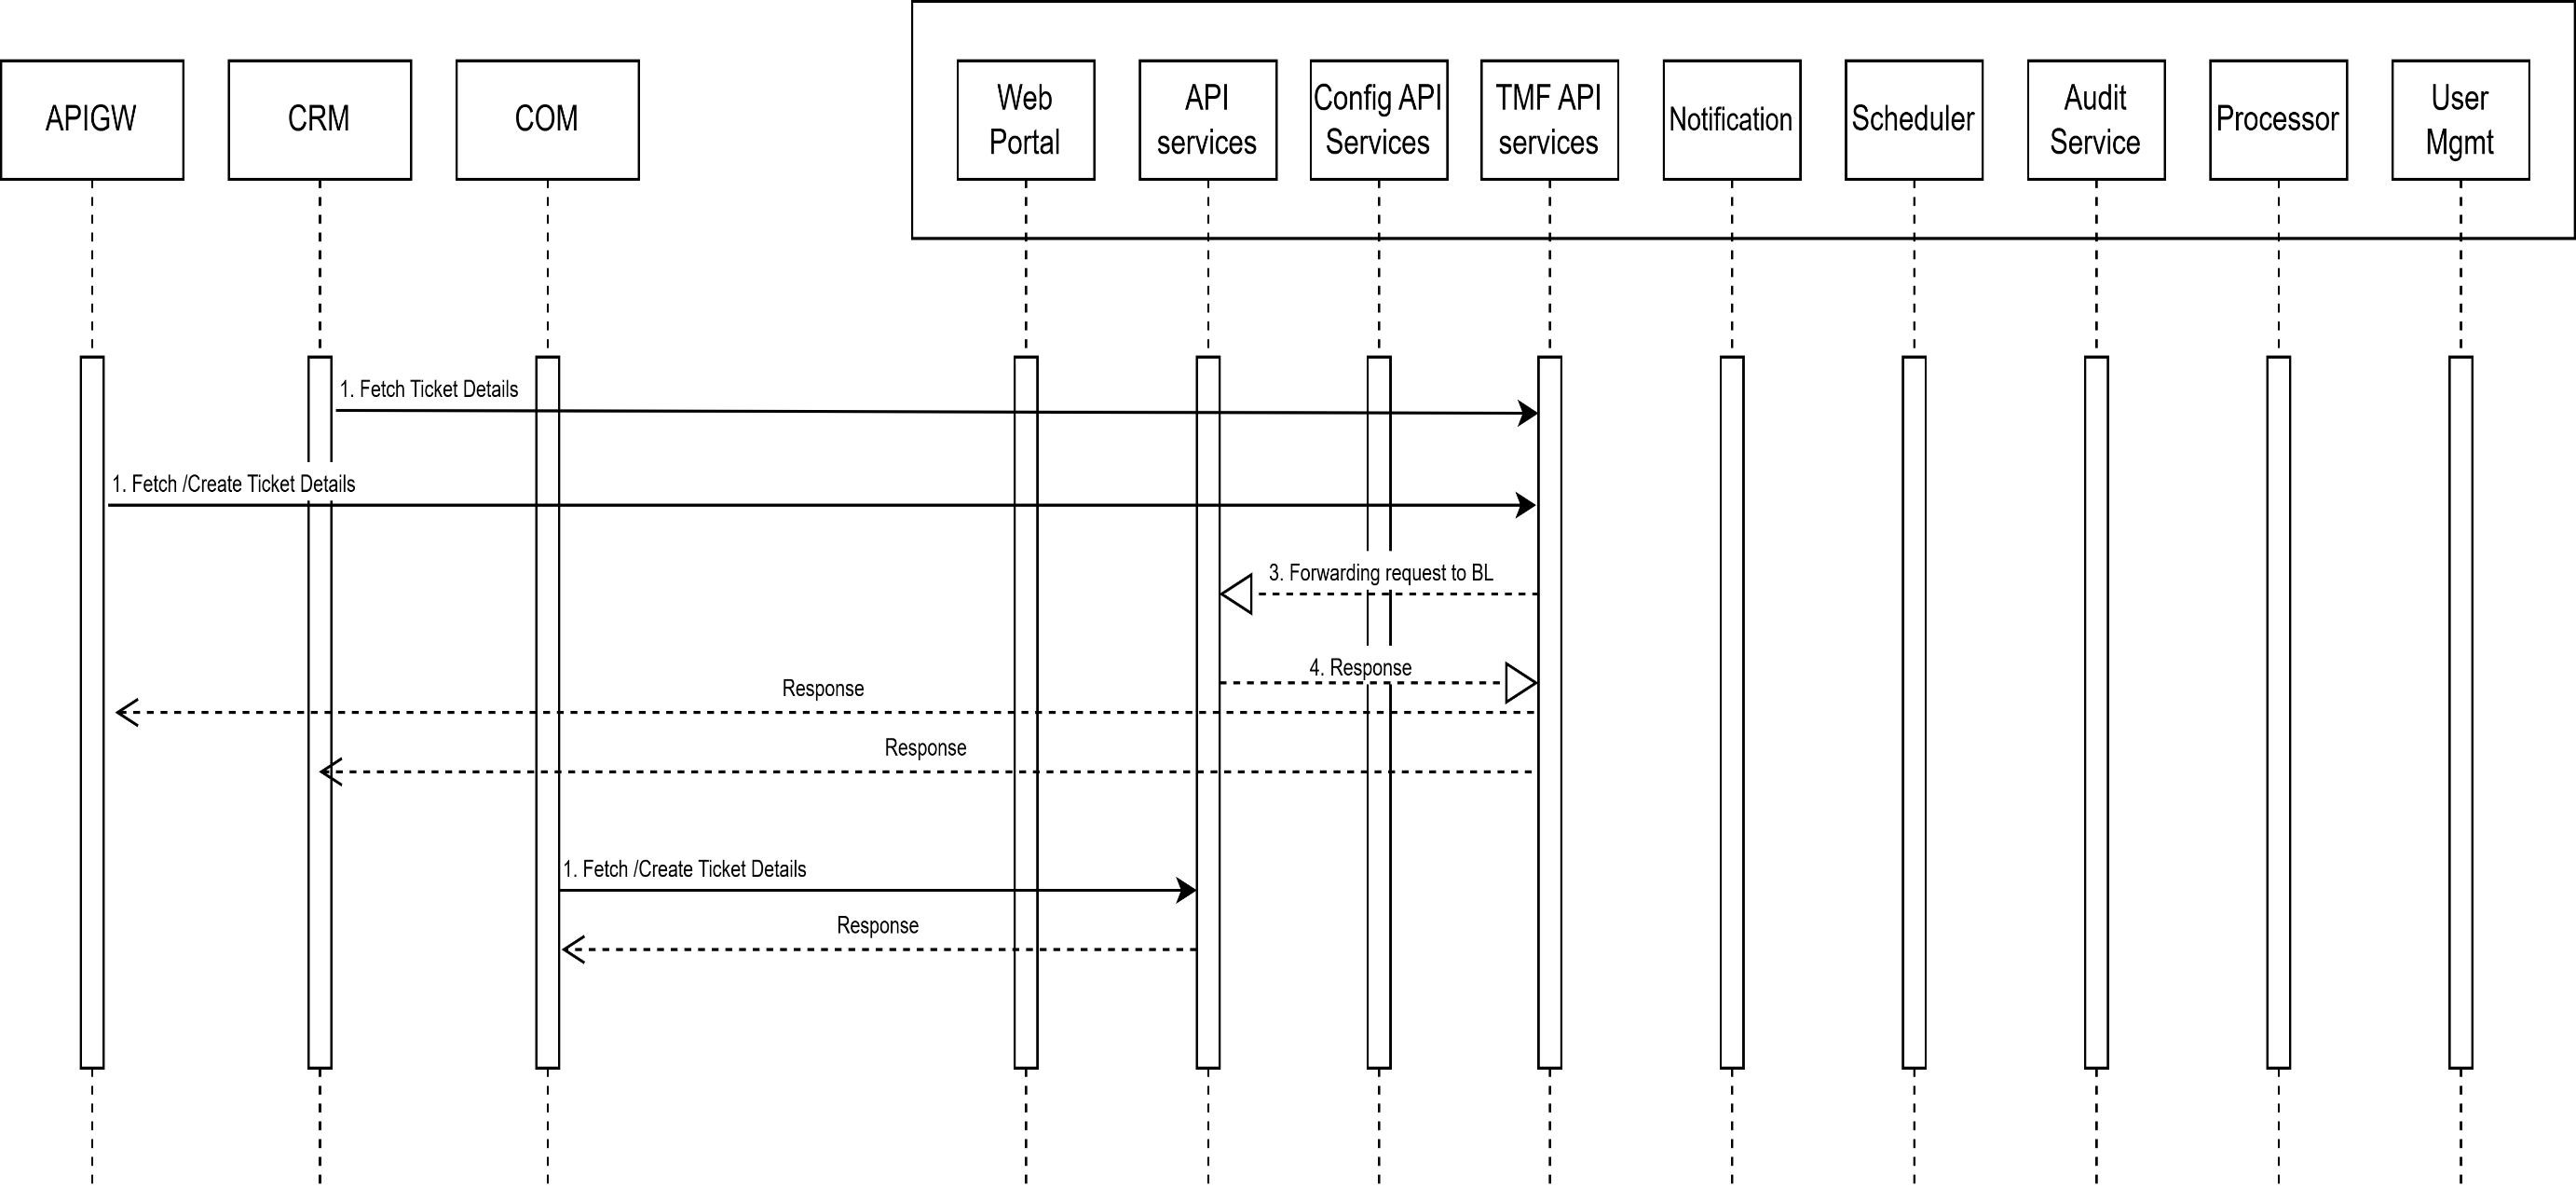 APIGW
CRM
COM
Web
Portal
API
services
Config API
Services
TMF API
services
Notification
Scheduler
Audit
Service
Processor
User
Mgmt
1. Fetch Ticket Details
1. Fetch /Create Ticket Details
3. Forwarding request to BL
4. Response
Response
Response
1. Fetch /Create Ticket Details
Response